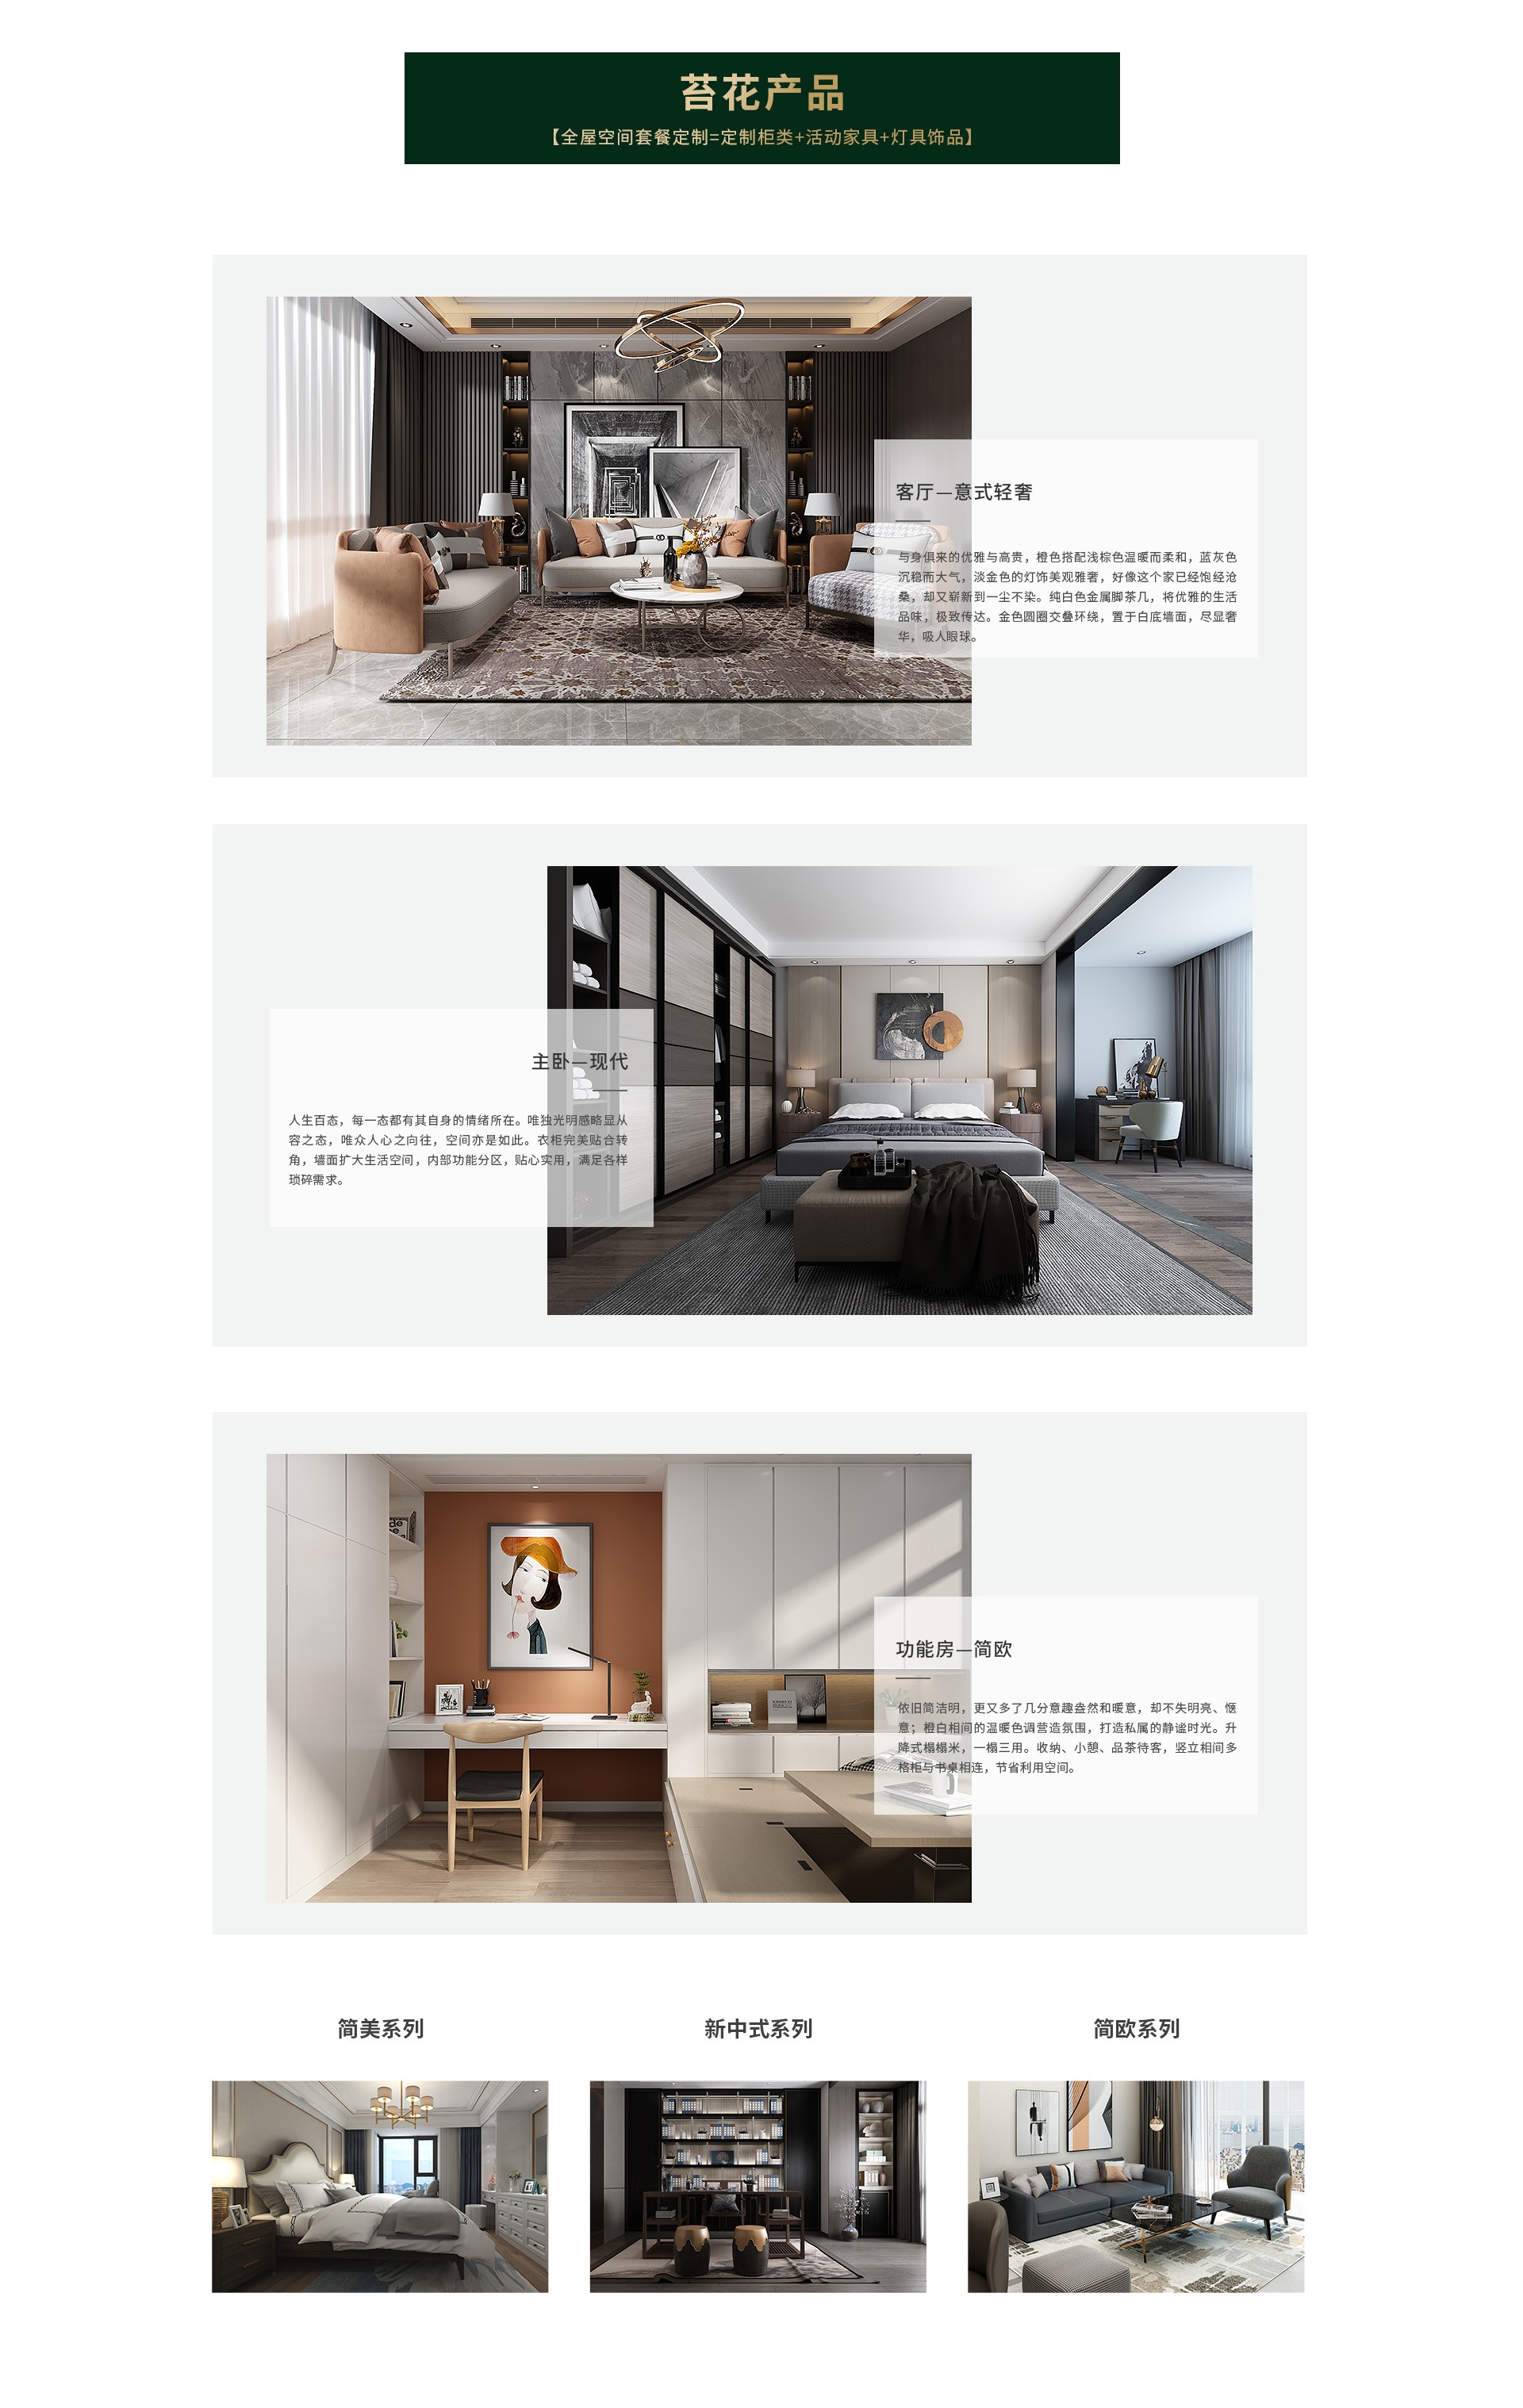 苔花产品
【全屋空间套餐定制=定制柜类+活动家具+灯具饰品】
客厅—意式轻奢
与身俱来的优雅与高贵，橙色搭配浅棕色温暖而柔和，蓝灰色
沉稳而大气，淡金色的灯饰美观雅奢，好像这个家已经饱经沧
桑，却又崭新到一尘不染。纯白色金属脚茶几，将优雅的生活
品味，极致传达。金色圆圈交叠环绕，置于白底墙面，尽显奢
华，吸人眼球。
主卧—现代
人生百态，每一态都有其自身的情绪所在。唯独光明感略显从
容之态，唯众人心之向往，空间亦是如此。衣柜完美贴合转
角，墙面扩大生活空间，内部功能分区，贴心实用，满足各样
琐碎需求。
功能房—简欧
依旧简洁明，更又多了几分意趣盎然和暖意，却不失明亮、惬
意；橙白相间的温暖色调营造氛围，打造私属的静谧时光。升
降式榻榻米，一榻三用。收纳、小憩、品茶待客，竖立相间多
格柜与书桌相连，节省利用空间。
简美系列
新中式系列
简欧系列